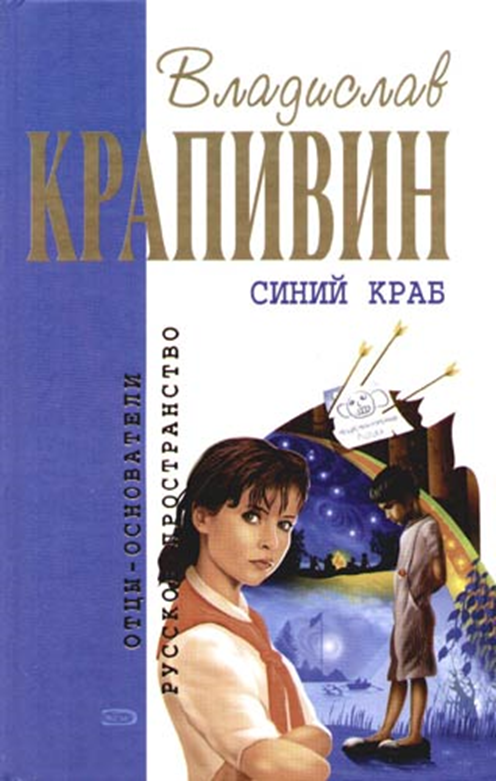 Владислав
КРАПИВИН
СИНИЙ КРАБ
ОТЦЫ-ОСНОВАТЕЛИ
РУССКОЕ ПРОСТРАНСТВО